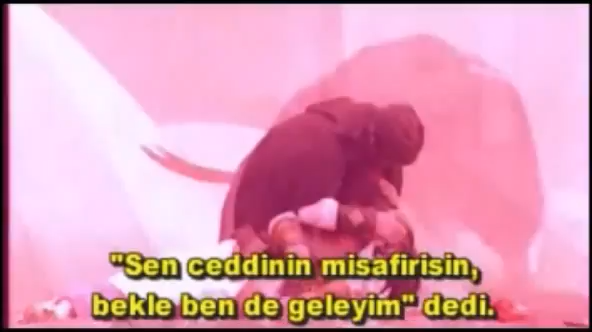 "Sen ceddinin misafirisin,
bekle ben de geleyim" dedi.